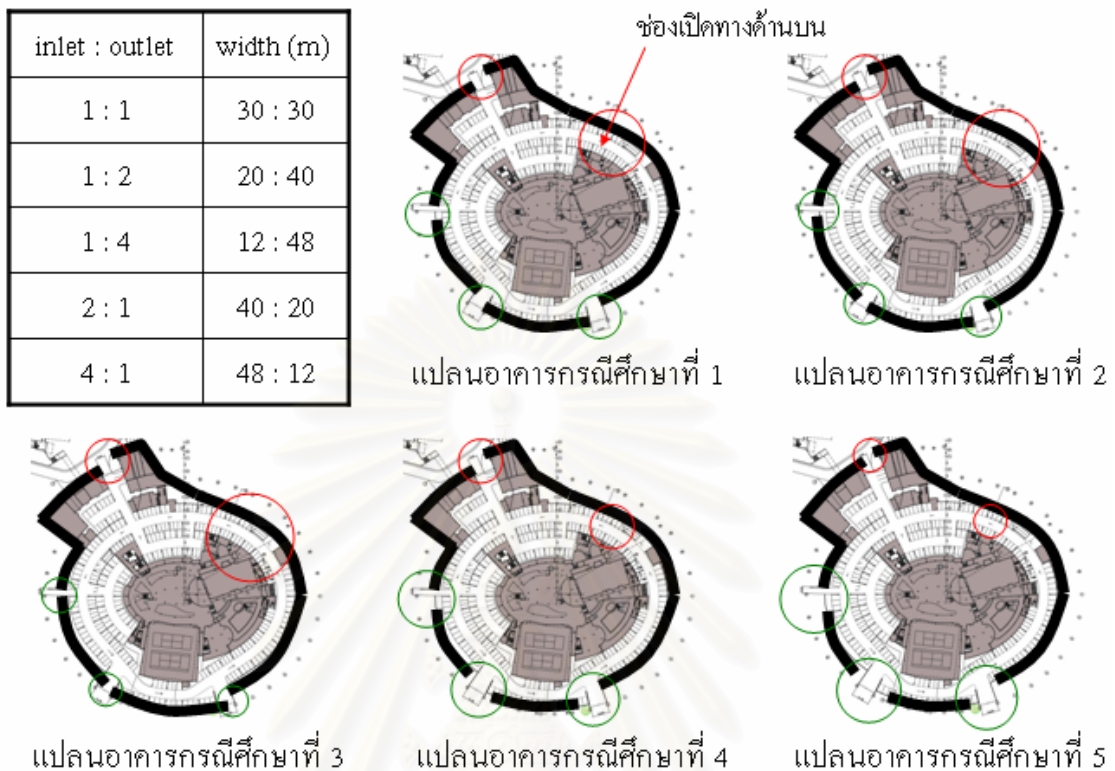 inlet : outlet width (m)
1 : 1 30 : 30
1 : 2 20 : 40
1 : 4 12 : 48
2 : 1 40 : 20
4 : 1 48 : 12
ช่องเปิดทางด้านบน
แปลนอาคารกรณีศึกษาที่ 1
แปลนอาคารกรณีศึกษาที่ 2
แปลนอาคารกรณีศึกษาที่ 3
แปลนอาคารกรณีศึกษาที่ 4
แปลนอาคารกรณีศึกษาที่ 5